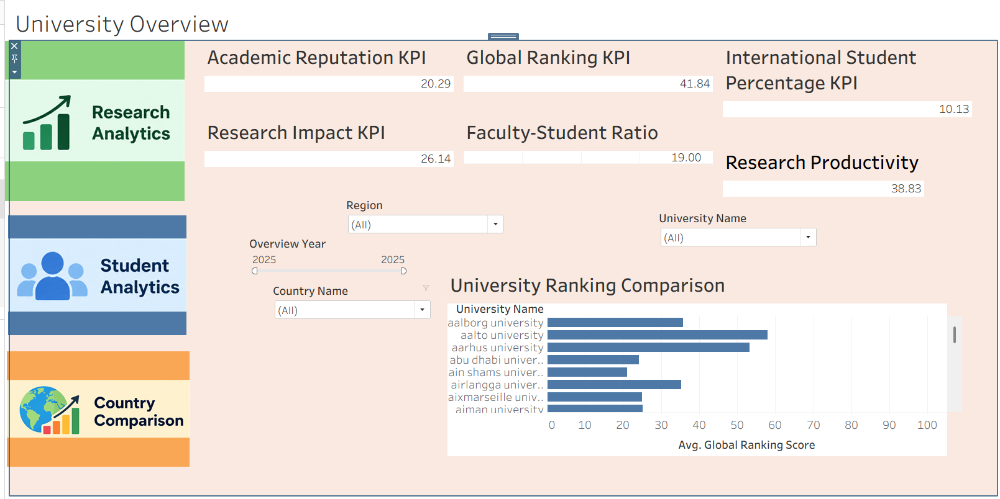 University Overview
Research
Analytics
Student
Analytics
Country
Comparison
Academic Reputation KPI
20.29
Global Ranking KPI
41.84
International Student
Percentage KPI
10.13
Research Impact KPI
26.14
Faculty-Student Ratio
19.00
Research Productivity
38.83
Region
(All)
University Name
(All)
Overview Year
2025 2025
Country Name
(All)
University Ranking Comparison
University Name
aalborg university
aalto university
aarhus university
abu dhabi univer..
ain shams univer..
airlangga univer..
aixmarseille univ..
ajman university
0 10 20 30 40 50 60 70 80 90 100
Avg. Global Ranking Score